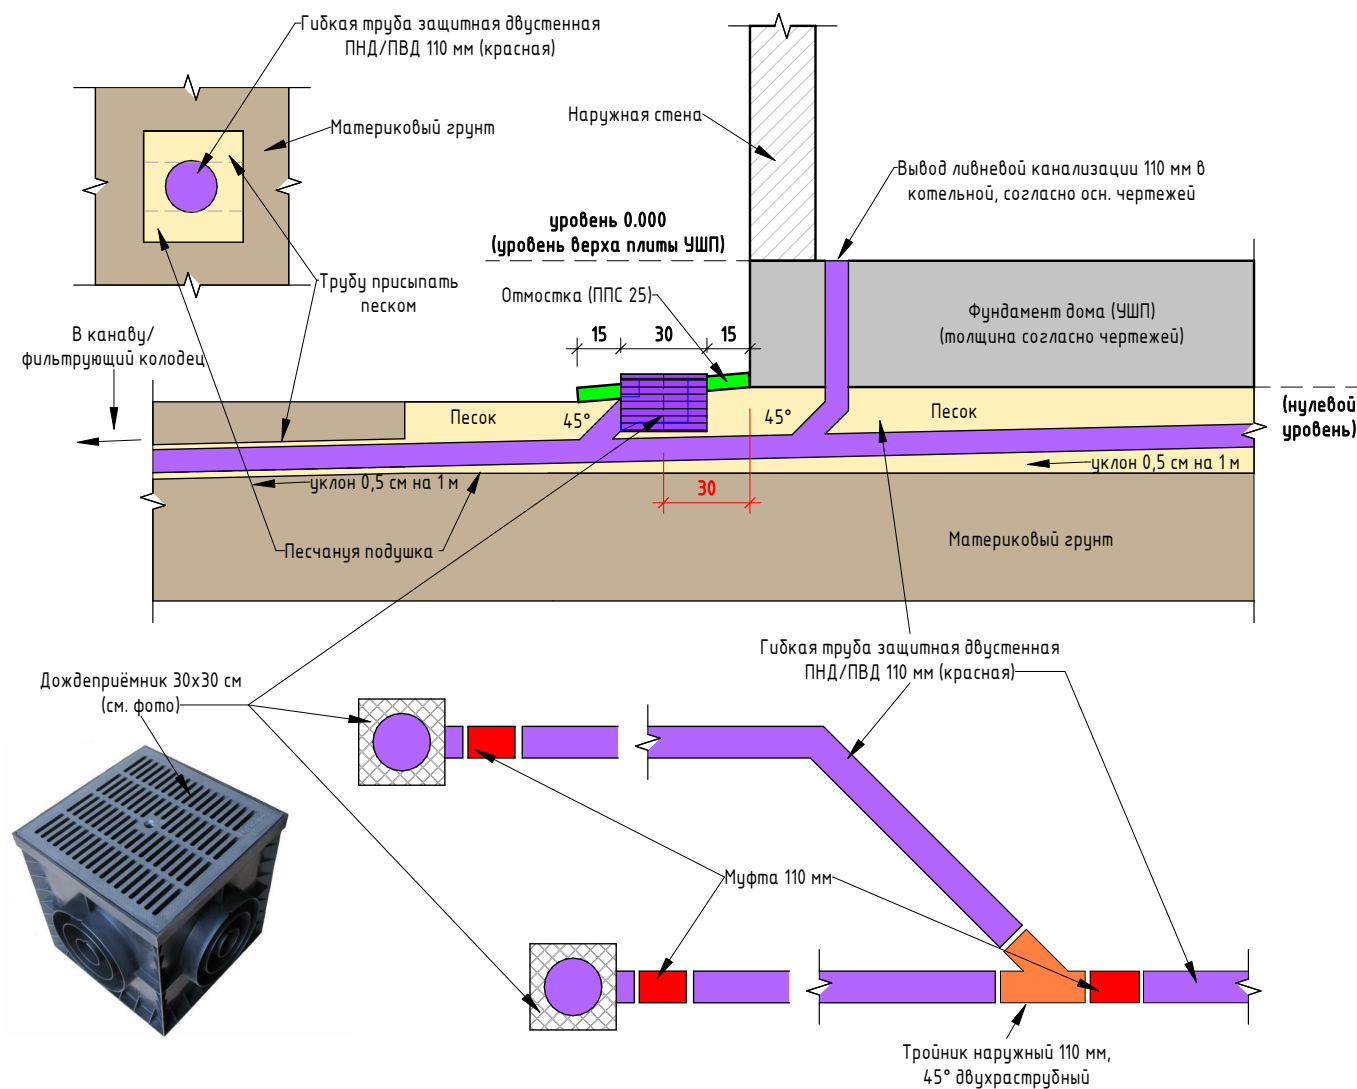 Гибкая труба защитная двустенная
ПНД/ПВД 110 мм (красная)
Материковый грунт
Наружная стена
Вывод ливневой канализации 110 мм в
котельной, согласно осн. чертежей
уровень 0.000
(уровень верха плиты УШП)
Трубу присыпать
песком
Отмостка (ППС 25)
Фундамент дома (УШП)
(толщина согласно чертежей)
В канаву/
фильтрующий колодец
15
30
15
(нулевой
уровень)
Песок
45°
45°
Песок
уклон 0,5 см на 1 м
уклон 0,5 см на 1 м
30
Песчануя подушка
Материковый грунт
Гибкая труба защитная двустенная
ПНД/ПВД 110 мм (красная)
Дождеприёмник 30х30 см
(см. фото)
Муфта 110 мм
Тройник наружный 110 мм,
45° двухраструбный